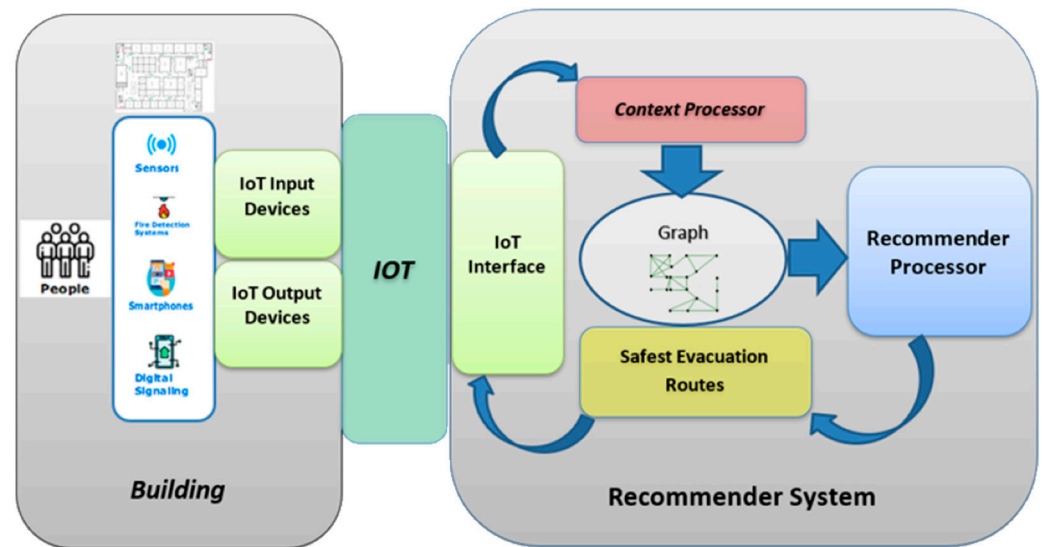 Sensors
Fire Detection
Systems
Smartphones
Digital
Signaling
People
IoT Input
Devices
IoT Output
Devices
Building
IOT
IoT
Interface
Context Processor
Graph
Recommender
Processor
Safest Evacuation
Routes
Recommender System